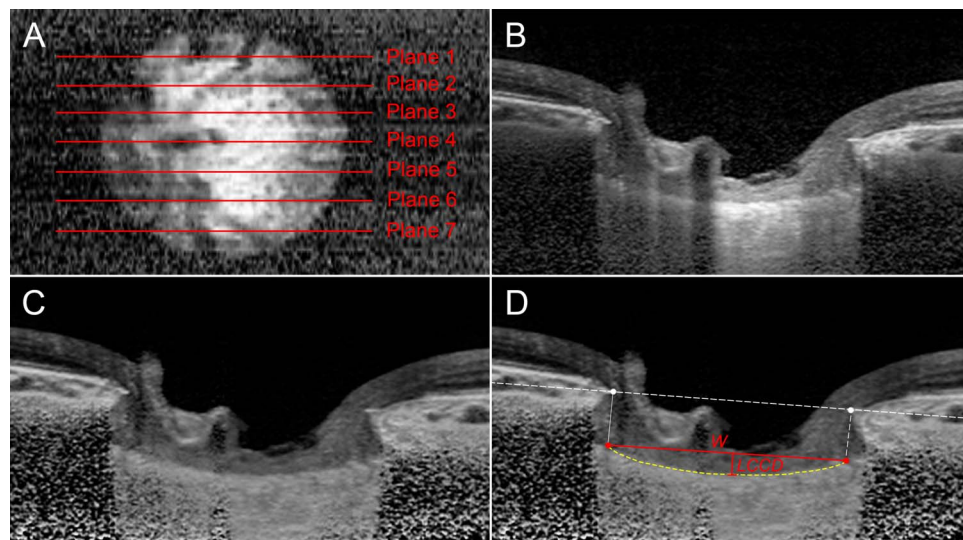 A
Plane 1
Plane 2
Plane 3
Plane 4
Plane 5
Plane 6
Plane 7
B
C
D
W
LCCD